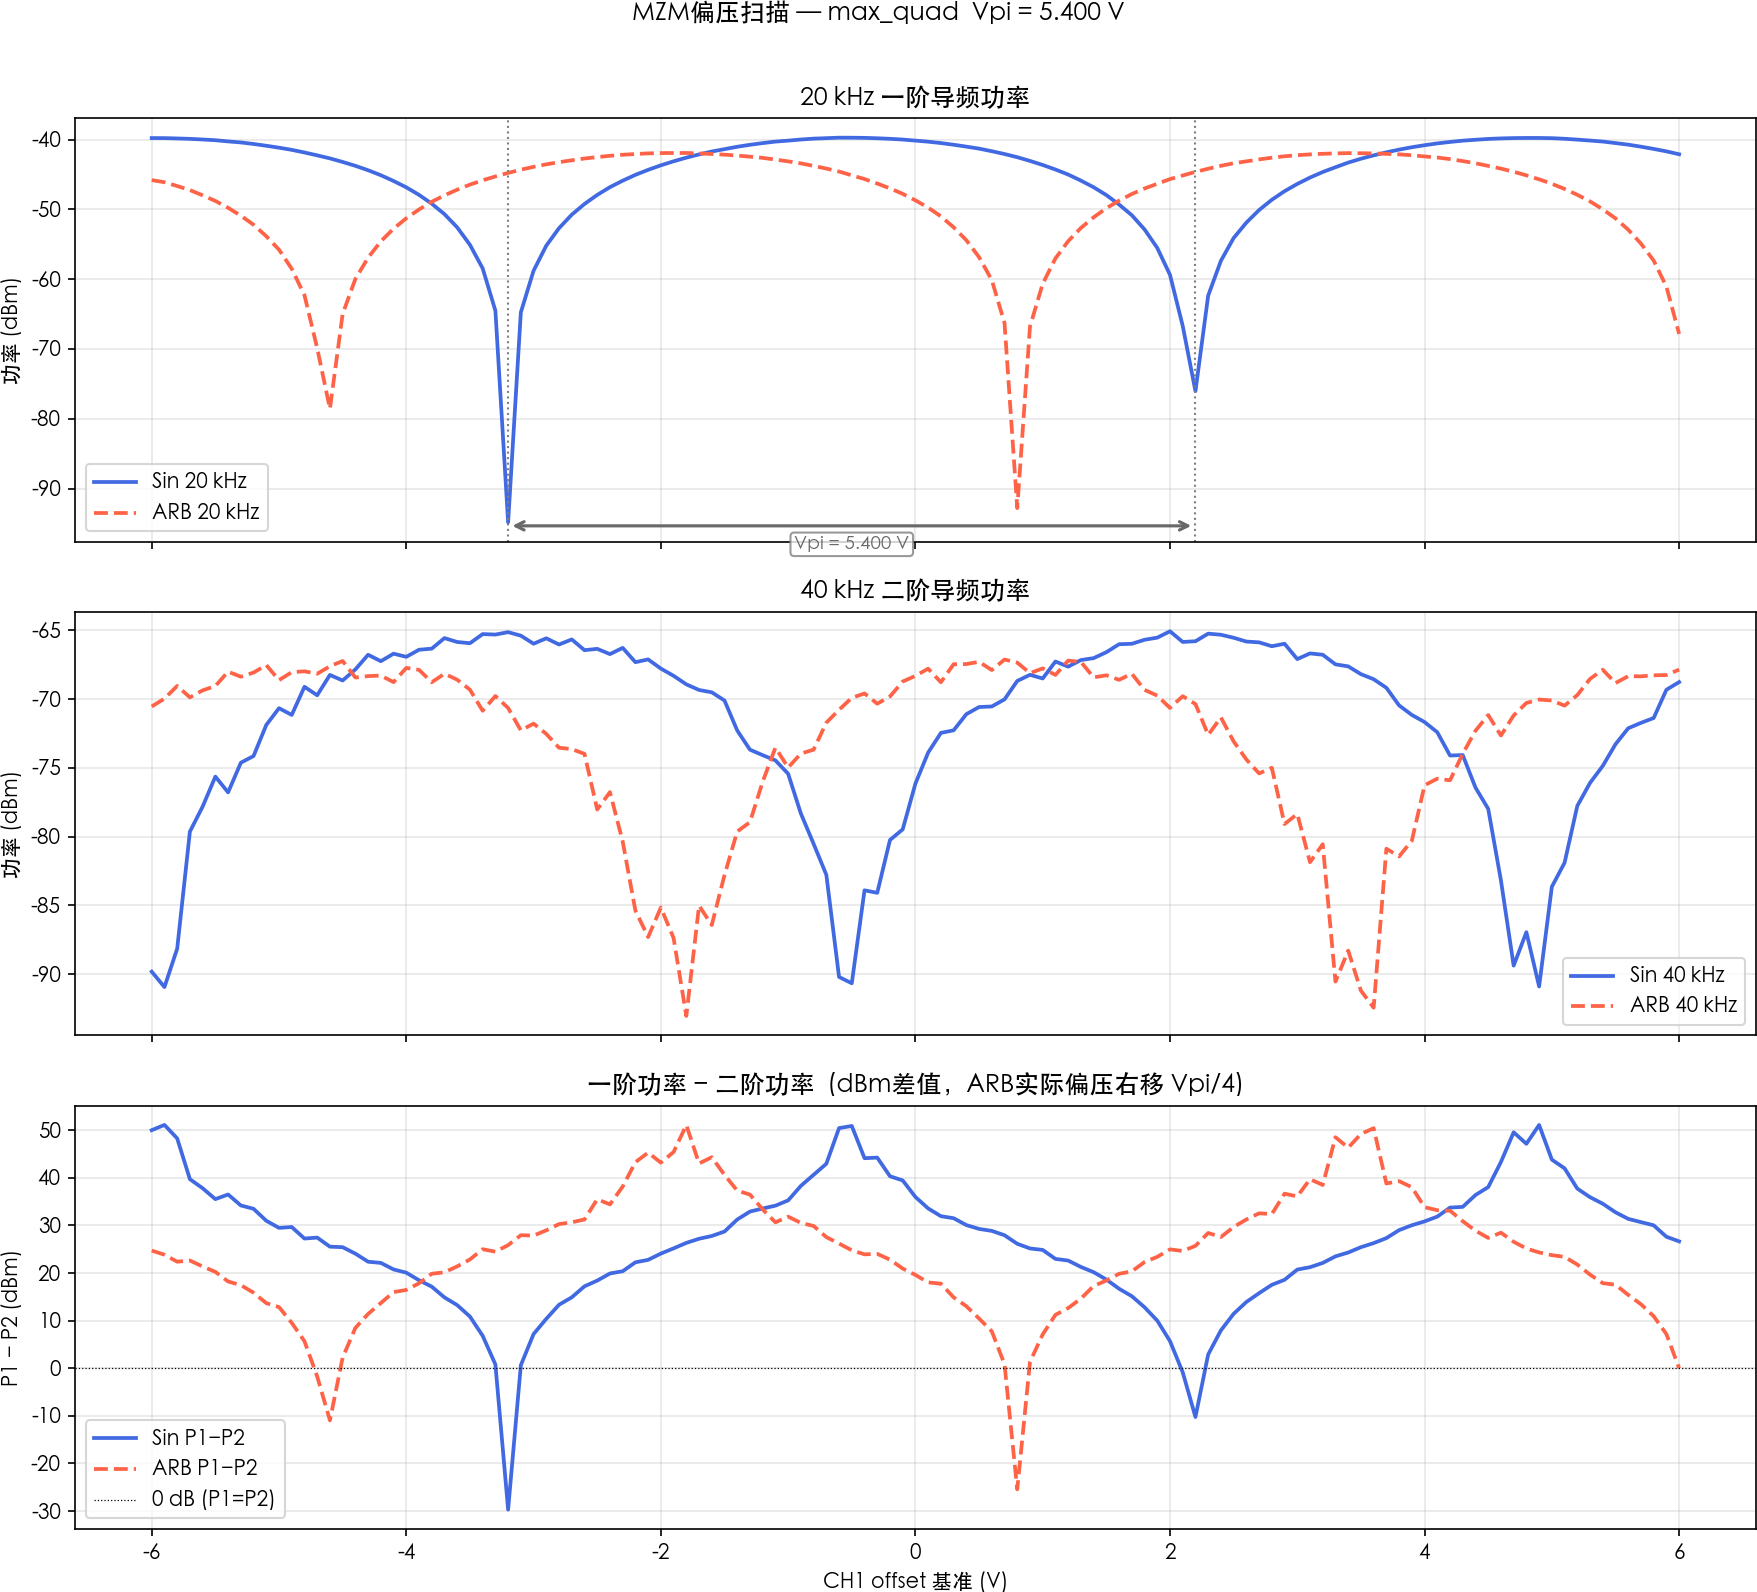 MZM偏压扫描 — max_quad  Vpi = 5.400 V
20 kHz 一阶导频功率
-40
-50
-60
-70
-80
-90
功率 (dBm)
Sin 20 kHz
ARB 20 kHz
Vpi = 5.400 V
40 kHz 二阶导频功率
-65
-70
-75
-80
-85
-90
功率 (dBm)
Sin 40 kHz
ARB 40 kHz
一阶功率 − 二阶功率  (dBm差值，ARB实际偏压右移 Vpi/4)
50
40
30
20
10
0
-10
-20
-30
P1 − P2 (dBm)
Sin P1−P2
ARB P1−P2
0 dB (P1=P2)
-6
-4
-2
0
2
4
6
CH1 offset 基准 (V)